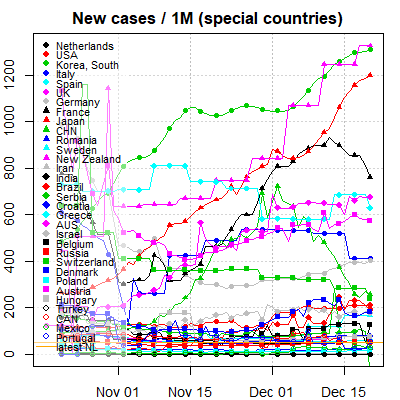 New cases / 1M (special countries)
Netherlands
USA
Korea, South
Italy
Spain
UK
Germany
France
Japan
CHN
Romania
Sweden
New Zealand
Iran
India
Brazil
Serbia
Croatia
Greece
AUS
Israel
Belgium
Russia
Switzerland
Denmark
Poland
Austria
Hungary
Turkey
CAN
Mexico
Portugal
latest NL
0
200
400
600
800
1000
1200
Nov 01
Nov 15
Dec 01
Dec 15